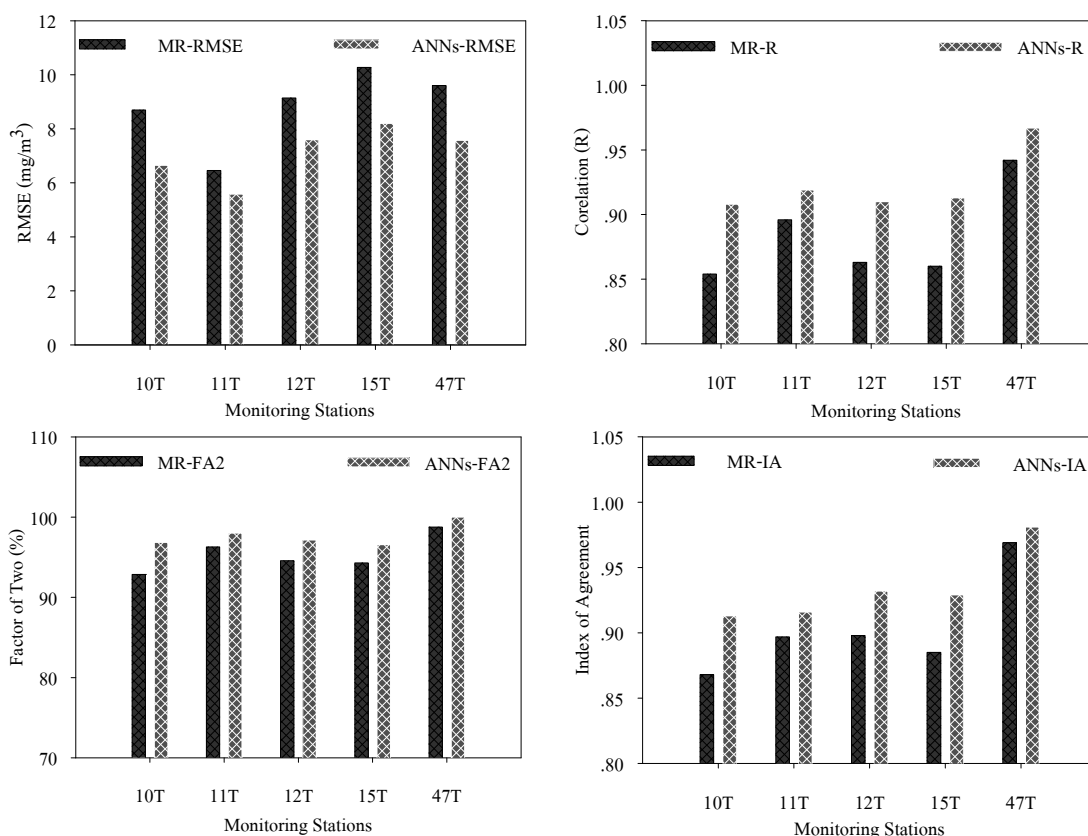 12
10
8
6
4
2
0
RMSE (mg/m³)
MR-RMSE ANNs-RMSE
10T 11T 12T 15T 47T
Monitoring Stations
1.05
1.00
.95
.90
.85
.80
Corelation (R)
MR-R ANNs-R
10T 11T 12T 15T 47T
Monitoring Stations
110
100
90
80
70
Factor of Two (%)
MR-FA2 ANNs-FA2
10T 11T 12T 15T 47T
Monitoring Stations
1.05
1.00
.95
.90
.85
.80
Index of Agreement
MR-IA ANNs-IA
10T 11T 12T 15T 47T
Monitoring Stations